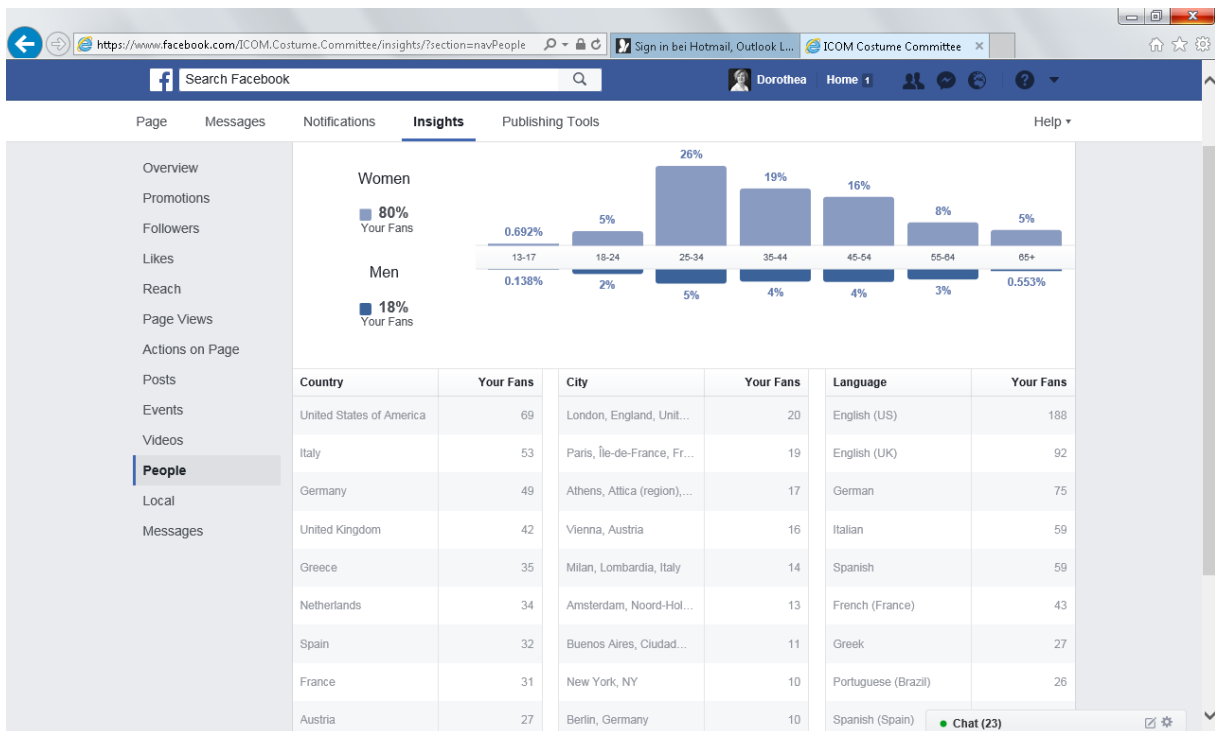 https://www.facebook.com/ICOM.Costume.Committee/insights/?section=navPeople
Sign in bei Hotmail, Outlook L...
ICOM Costume Committee
Search Facebook
Dorothea Home 1
Page Messages Notifications Insights Publishing Tools Help
Overview
Promotions
Followers
Likes
Reach
Page Views
Actions on Page
Posts
Events
Videos
People
Local
Messages
Women
80%
Your Fans
Men
18%
Your Fans
0.692% 5% 26% 19% 16% 8% 5%
13-17 18-24 25-34 35-44 45-54 55-64 65+
0.138% 2% 5% 4% 4% 3% 0.553%
Country Your Fans
United States of America 69
Italy 53
Germany 49
United Kingdom 42
Greece 35
Netherlands 34
Spain 32
France 31
Austria 27
City Your Fans
London, England, Unit... 20
Paris, Île-de-France, Fr... 19
Athens, Attica (region),... 17
Vienna, Austria 16
Milan, Lombardia, Italy 14
Amsterdam, Noord-Hol... 13
Buenos Aires, Ciudad... 11
New York, NY 10
Berlin, Germany 10
Language Your Fans
English (US) 188
English (UK) 92
German 75
Italian 59
Spanish 59
French (France) 43
Greek 27
Portuguese (Brazil) 26
Spanish (Spain)
Chat (23)